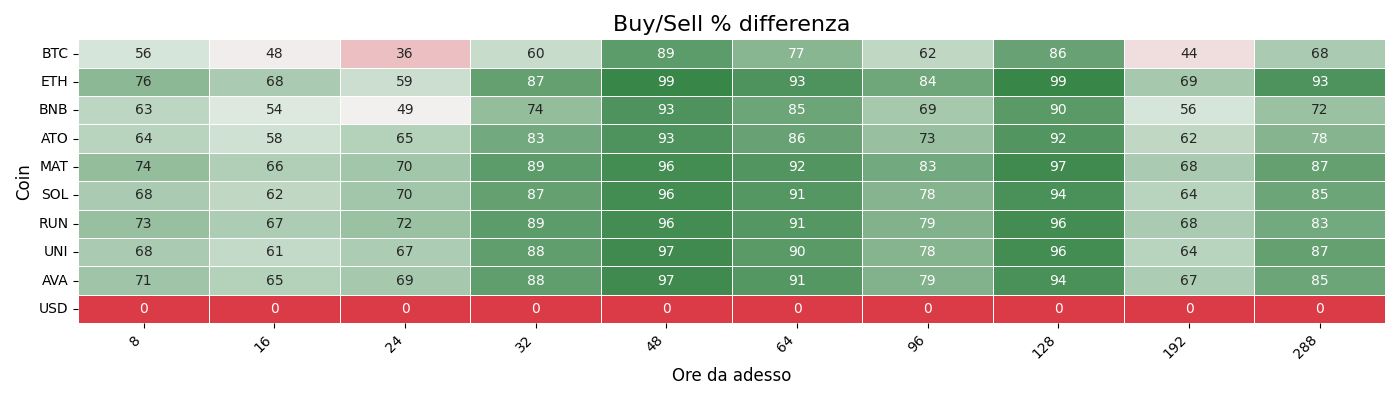 Buy/Sell % differenza
Coin
BTC 56 48 36 60 89 77 62 86 44 68
ETH 76 68 59 87 99 93 84 99 69 93
BNB 63 54 49 74 93 85 69 90 56 72
ATO 64 58 65 83 93 86 73 92 62 78
MAT 74 66 70 89 96 92 83 97 68 87
SOL 68 62 70 87 96 91 78 94 64 85
RUN 73 67 72 89 96 91 79 96 68 83
UNI 68 61 67 88 97 90 78 96 64 87
AVA 71 65 69 88 97 91 79 94 67 85
USD 0 0 0 0 0 0 0 0 0 0
8 16 24 32 48 64 96 128 192 288
Ore da adesso